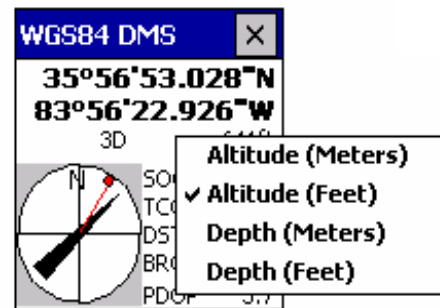 WGS84 DMS
35°56'53.028"N
83°56'22.926"W
3D
N
Altitude (Meters)
✓ Altitude (Feet)
Depth (Meters)
Depth (Feet)